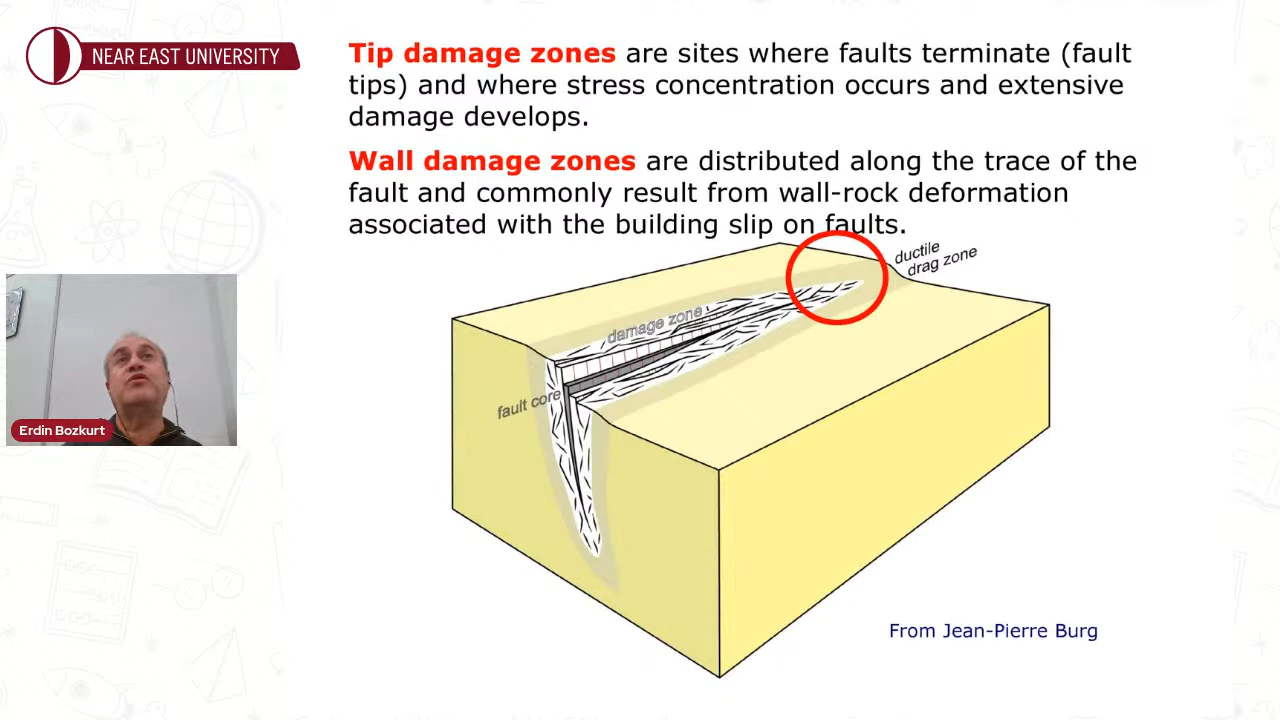 NEAR EAST UNIVERSITY
Tip damage zones are sites where faults terminate (fault
tips) and where stress concentration occurs and extensive
damage develops.
Wall damage zones are distributed along the trace of the
fault and commonly result from wall-rock deformation
associated with the building slip on faults.
ductile
drag zone
damage zone
fault core
Erdin Bozkurt
From Jean-Pierre Burg